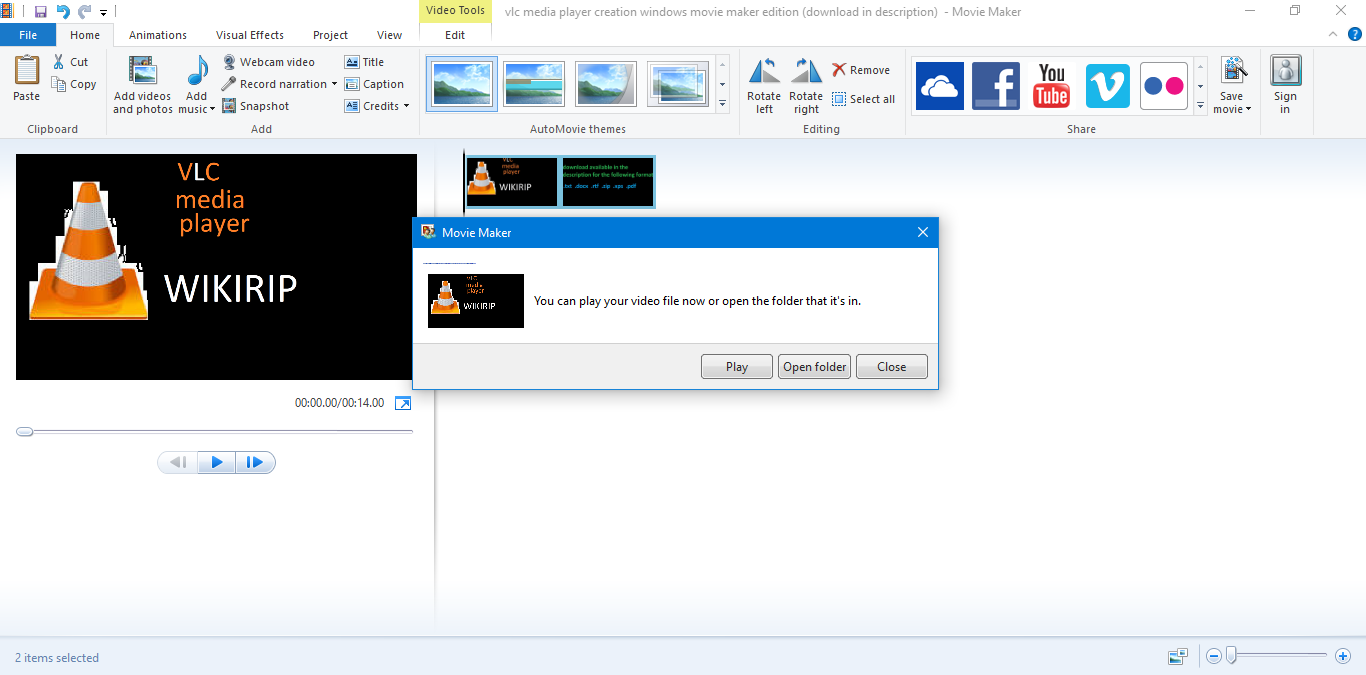 Video Tools
vlc media player creation windows movie maker edition (download in description) - Movie Maker
File
Home
Animations
Visual Effects
Project
View
Edit
Paste
Cut
Copy
Clipboard
Add videos
and photos
Add
music
Webcam video
Record narration
Snapshot
Title
Caption
Credits
Add
AutoMovie themes
Rotate
left
Rotate
right
Remove
Select all
Editing
You
Tube
Share
Save
movie
Sign
in
VLC
media
player
WIKIRIP
VLC
media
player
WIKIRIP
download available in the
description for the following format
.txt .docx .rtf .zip .xps .pdf
Movie Maker
VLC
media
player
WIKIRIP
You can play your video file now or open the folder that it's in.
Play
Open folder
Close
00:00.00/00:14.00
2 items selected